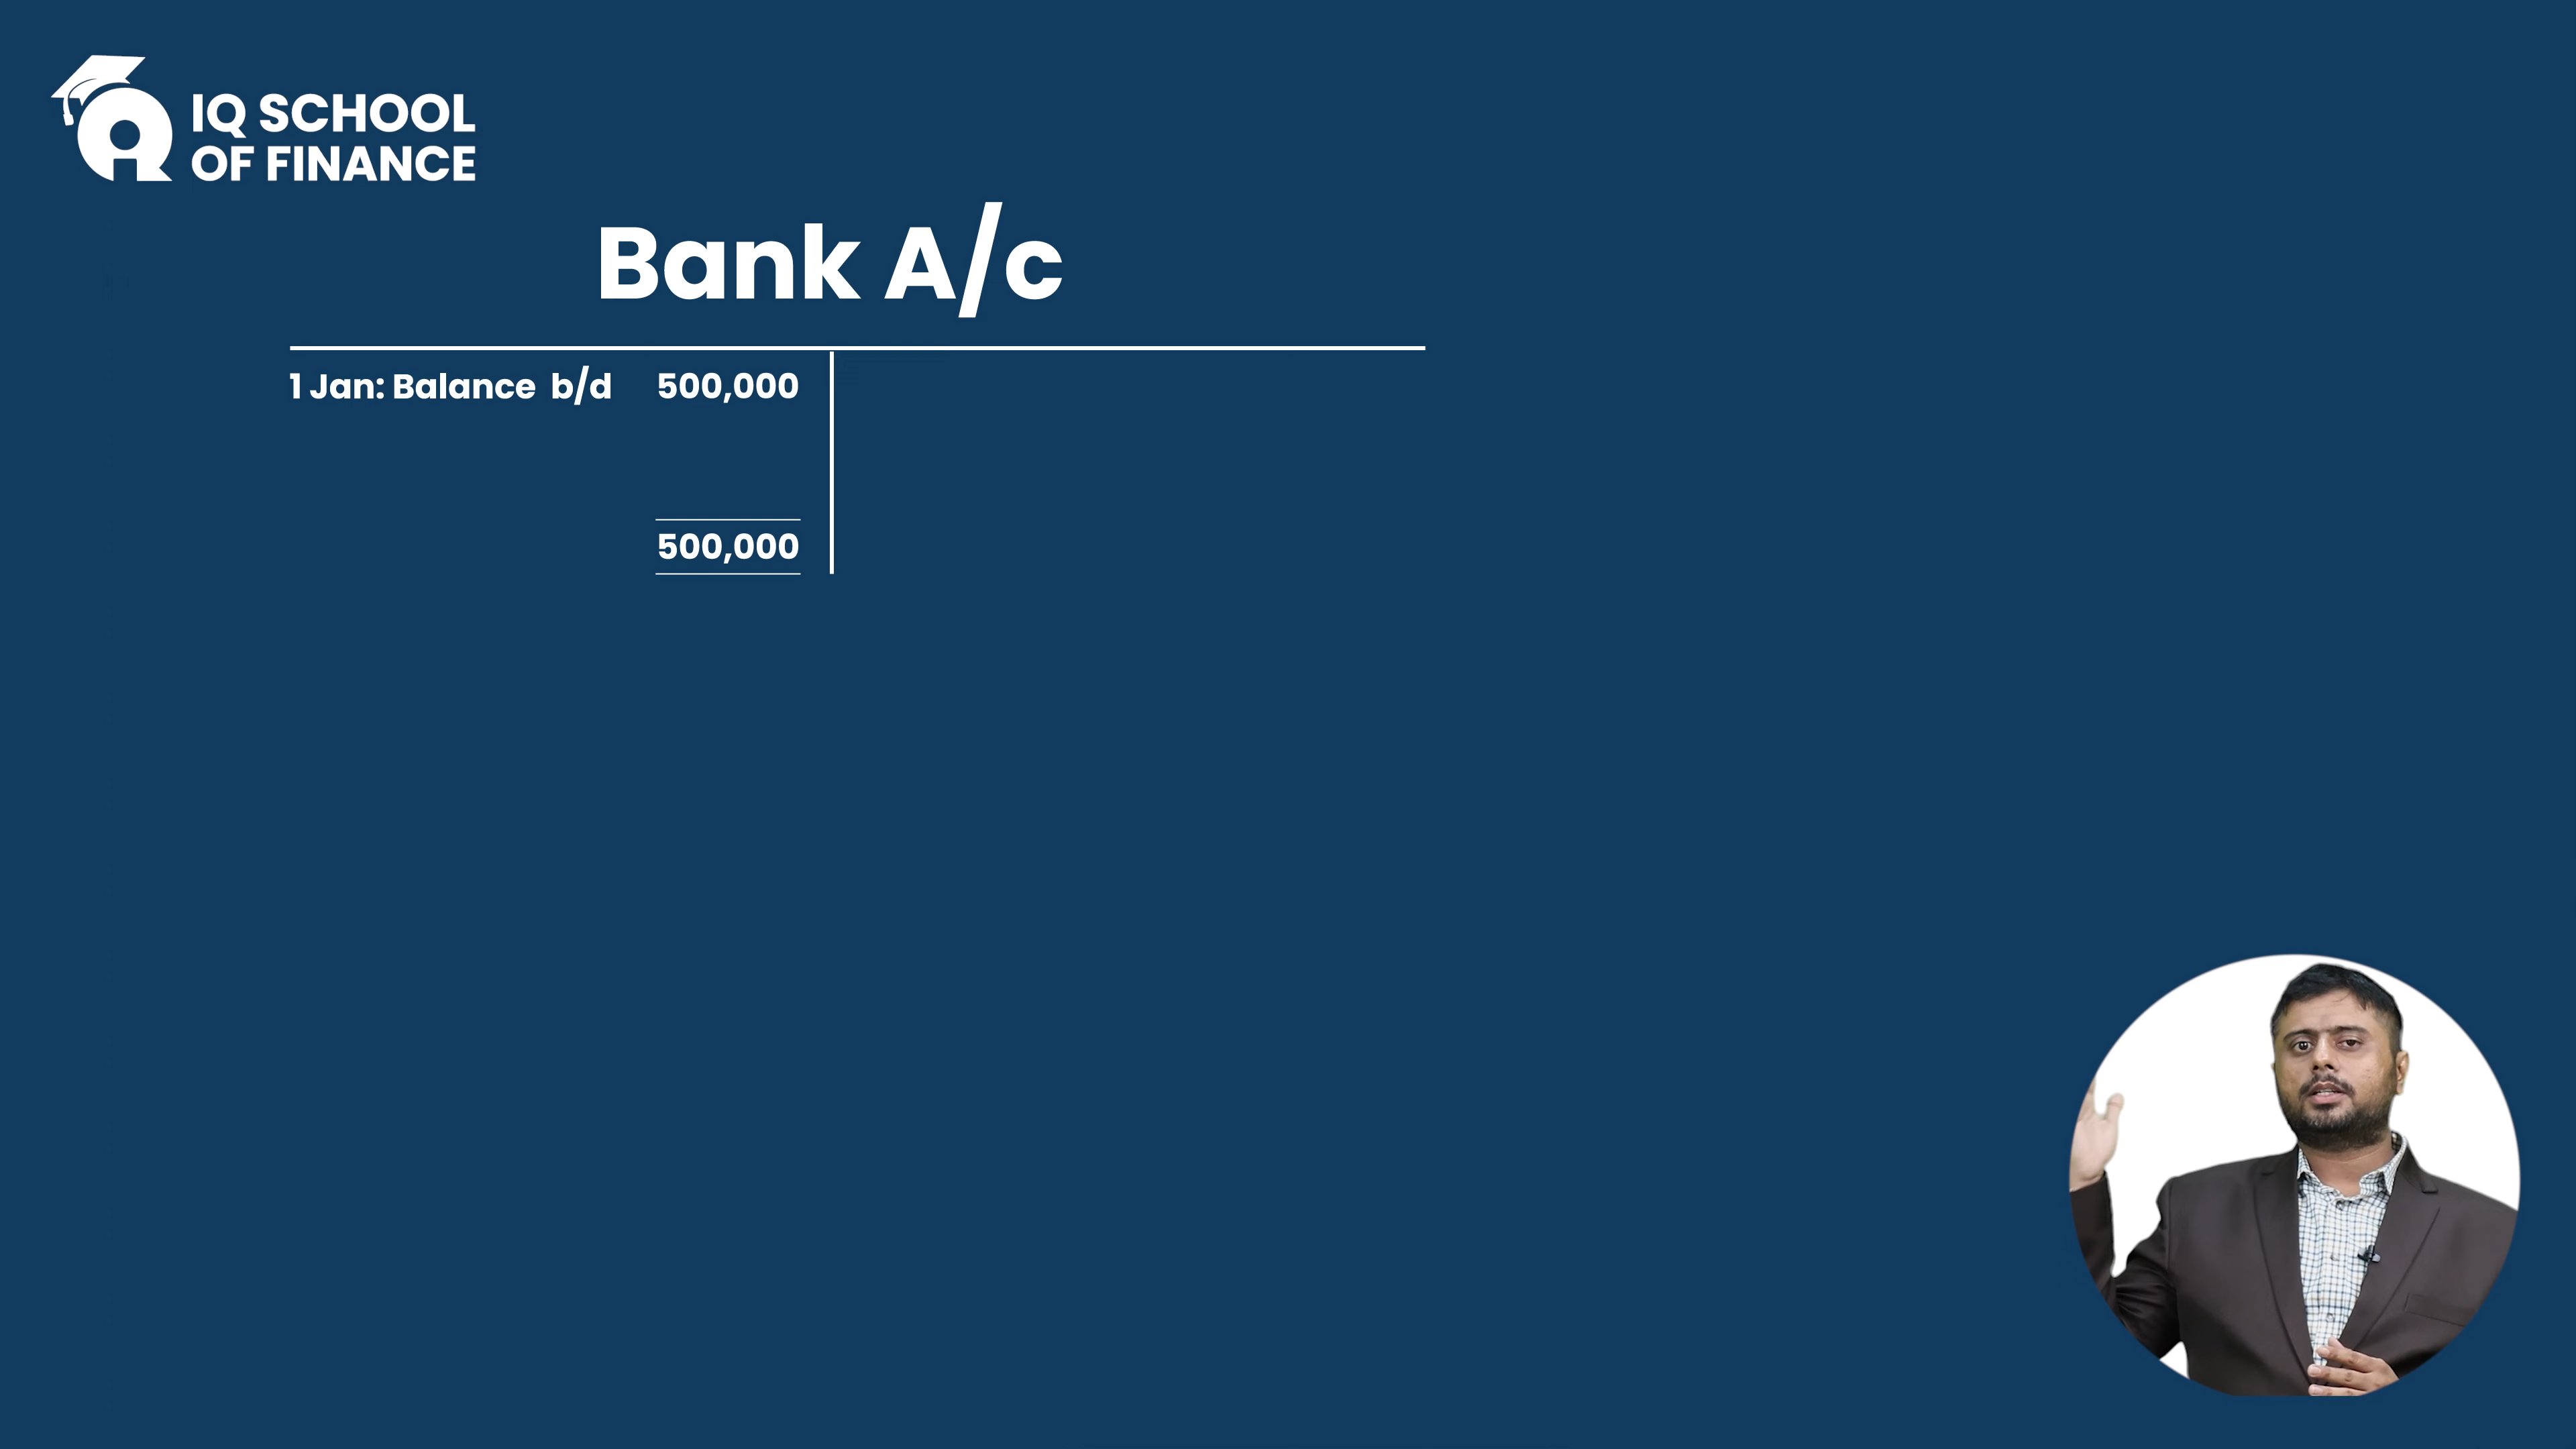 IQ SCHOOL
OF FINANCE
Bank A/c
1 Jan: Balance b/d 500,000
500,000